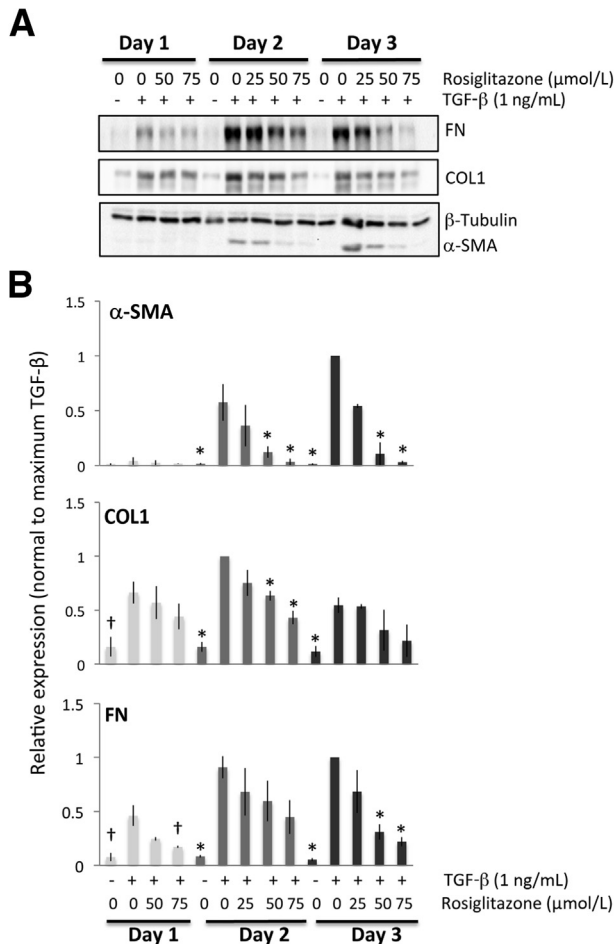 A
Day 1 Day 2 Day 3
0 0 50 75 0 0 25 50 75 0 0 25 50 75 Rosiglitazone (μmol/L)
- + + + - + + + + - + + + + TGF-β (1 ng/mL)
FN
COL1
β-Tubulin
α-SMA
B
Relative expression (normal to maximum TGF-β)
α-SMA
1.5
1
0.5
0
* * * * * *
COL1
1.5
1
0.5
0
† * * * *
FN
1.5
1
0.5
0
† † * * * *
- + + + - + + + + - + + + + TGF-β (1 ng/mL)
0 0 50 75 0 0 25 50 75 0 0 25 50 75 Rosiglitazone (μmol/L)
Day 1 Day 2 Day 3